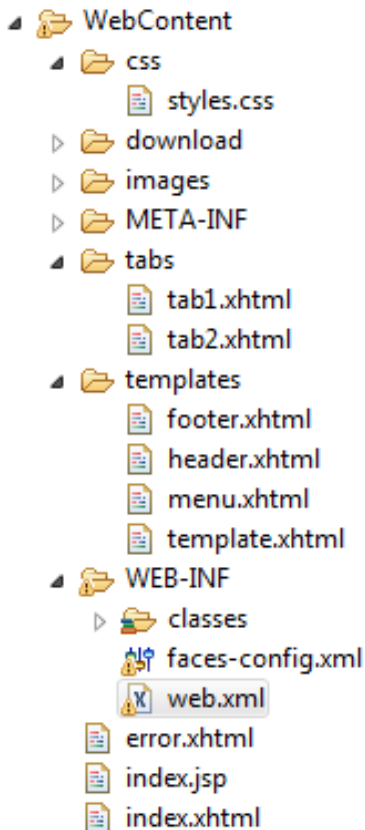 WebContent
css
styles.css
download
images
META-INF
tabs
tab1.xhtml
tab2.xhtml
templates
footer.xhtml
header.xhtml
menu.xhtml
template.xhtml
WEB-INF
classes
faces-config.xml
web.xml
error.xhtml
index.jsp
index.xhtml